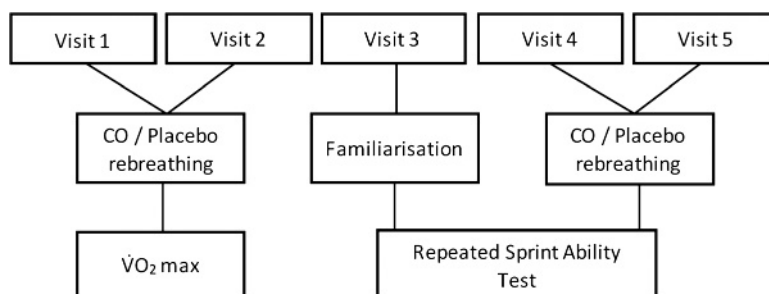 Visit 1
Visit 2
Visit 3
Visit 4
Visit 5
CO / Placebo
rebreathing
Familiarisation
CO / Placebo
rebreathing
V̇O₂ max
Repeated Sprint Ability
Test